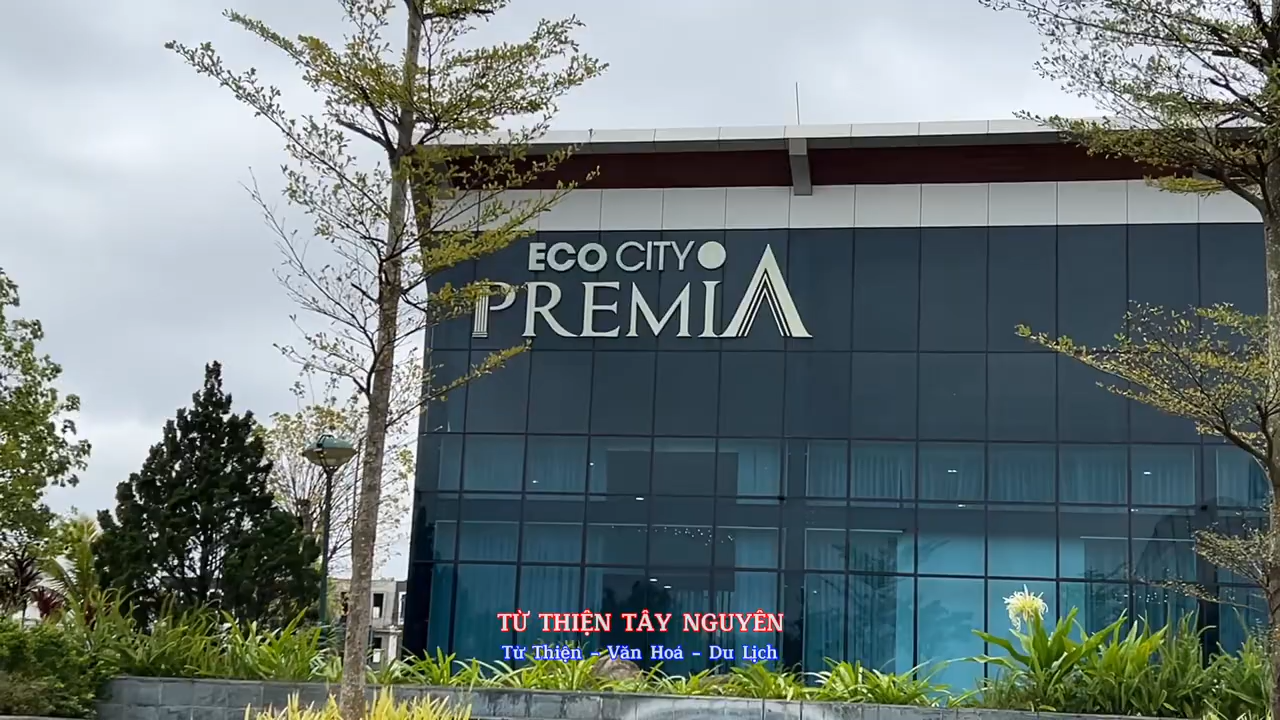 ECO CITY
PREMIA
TỪ THIỆN TÂY NGUYÊN
Từ Thiện – Văn Hoá – Du Lịch